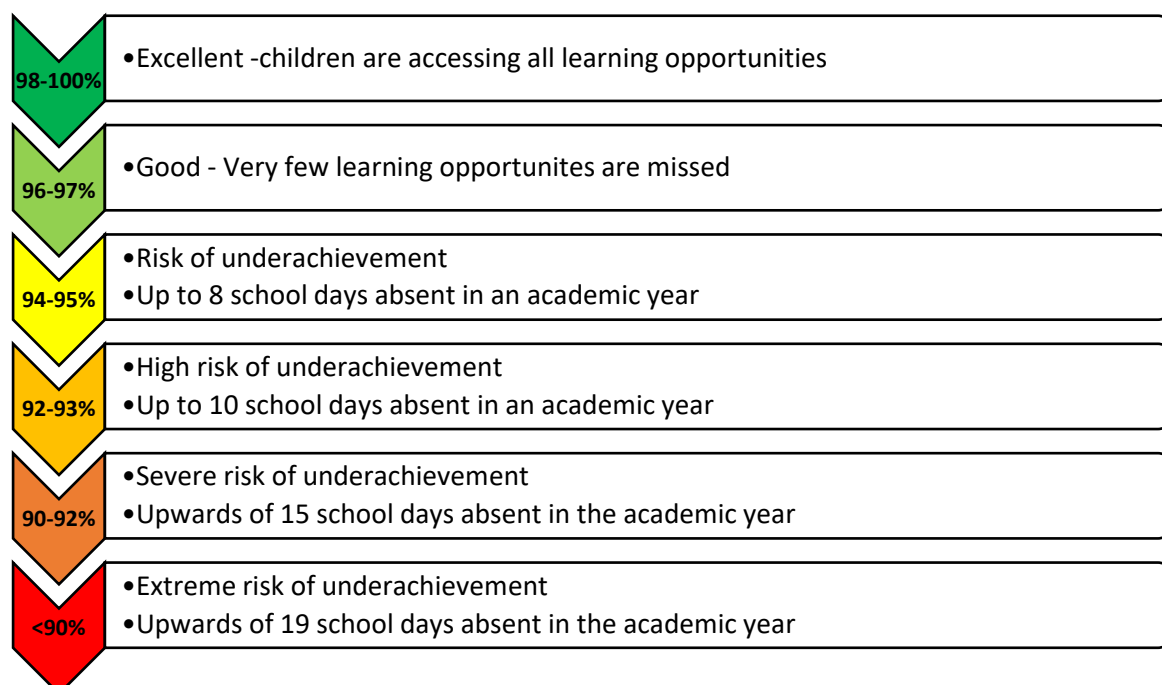 98-100%
•Excellent -children are accessing all learning opportunities
96-97%
•Good - Very few learning opportunites are missed
94-95%
•Risk of underachievement
•Up to 8 school days absent in an academic year
92-93%
•High risk of underachievement
•Up to 10 school days absent in an academic year
90-92%
•Severe risk of underachievement
•Upwards of 15 school days absent in the academic year
<90%
•Extreme risk of underachievement
•Upwards of 19 school days absent in the academic year